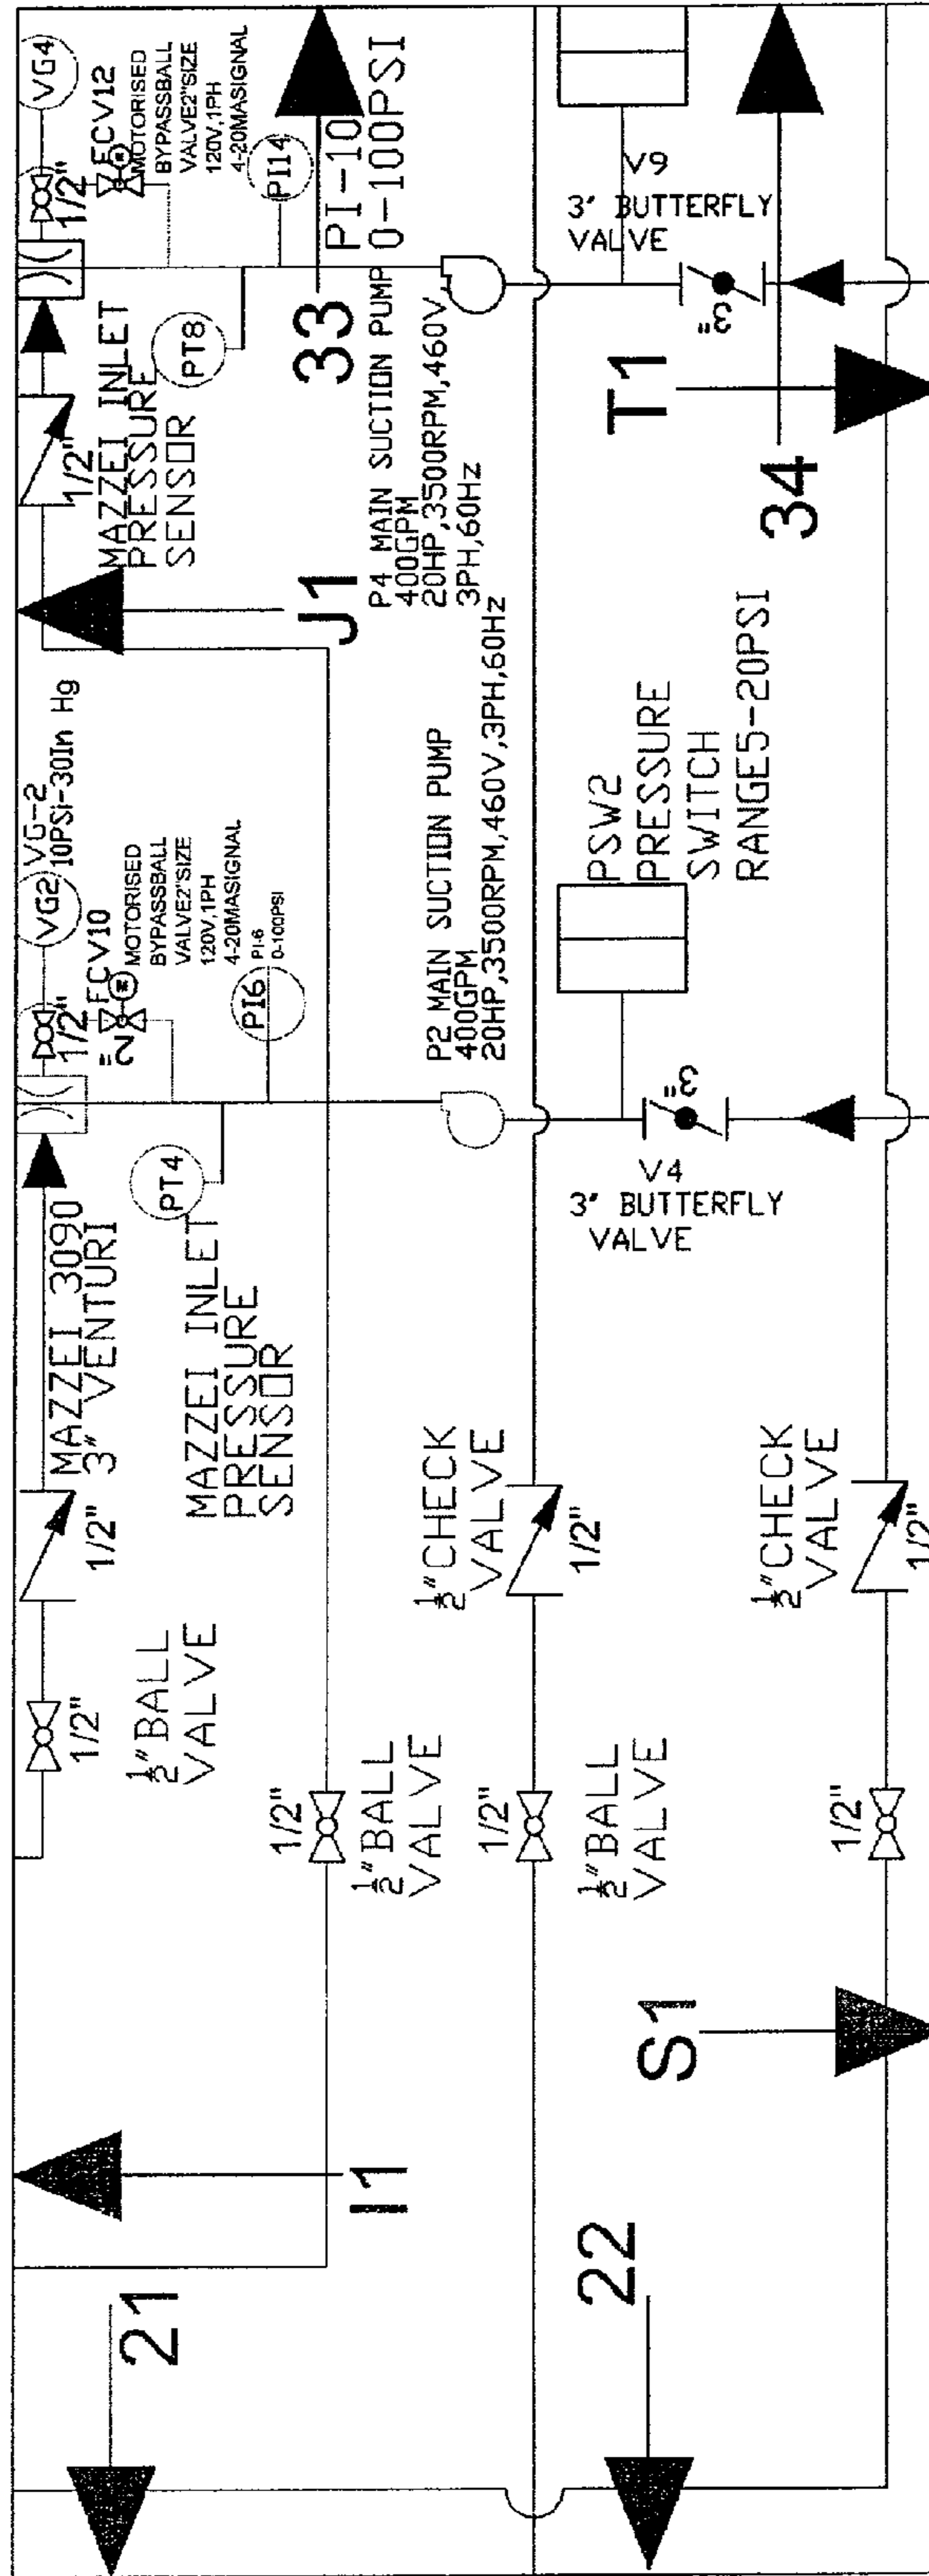 VG4
1/2"
FCV12
MOTORISED
BYPASSBALL
VALVE2"SIZE
120V,1PH
4-20MASIGNAL
PI14
PI-10
0-100PSI
33
PT8
MAZZEI INLET
PRESSURE
SENSOR
1/2"
J1
P4 MAIN SUCTION PUMP
400GPM
20HP,3500RPM,460V,
3PH,60Hz
V9
3" BUTTERFLY
VALVE
3"
T1
34
VG2
VG-2
10PSi-30In Hg
1/2"
FCV10
2"
MOTORISED
BYPASSBALL
VALVE2"SIZE
120V,1PH
4-20MASIGNAL
PI6
PI-6
0-100PSI
PT4
MAZZEI 3090
3" VENTURI
MAZZEI INLET
PRESSURE
SENSOR
P2 MAIN SUCTION PUMP
400GPM
20HP,3500RPM,460V,3PH,60Hz
PSW2
PRESSURE
SWITCH
RANGE5-20PSI
3"
V4
3" BUTTERFLY
VALVE
1/2"
1/2"
½"BALL
VALVE
½"CHECK
VALVE
1/2"
½"CHECK
VALVE
1/2"
1/2"
½"BALL
VALVE
1/2"
½"BALL
VALVE
1/2"
S1
I1
21
22